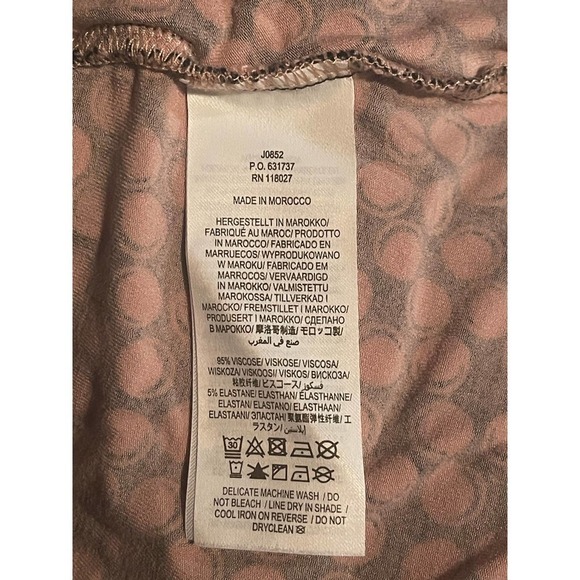 J0852
P.O. 631737
RN 118027
MADE IN MOROCCO
HERGESTELLT IN MAROKKO/
FABRIQUÉ AU MAROC/ PRODOTTO
IN MAROCCO/ FABRICADO EN
MARRUECOS/ WYPRODUKOWANO
W MAROKU/ FABRICADO EM
MARROCOS/ VERVAARDIGD
IN MAROKKO/ VALMISTETTU
MAROKOSSA/ TILLVERKAD I
MAROCKO/ FREMSTILLET I MAROKKO/
PRODUSERT I MAROKKO/ СДЕЛАНО
В МАРОККО/ 摩洛哥制造/ モロッコ製/
صنع في المغرب/
95% VISCOSE/ VISKOSE/ VISCOSA/
WISKOZA/ VISKOOSI/ VISKOS/ ВИСКОЗА/
粘胶纤维/ ビスコース/ فسكوز/
5% ELASTANE/ ELASTHAN/ ÉLASTHANNE/
ELASTAN/ ELASTANO/ ELASTHAAN/
ELASTAANI/ ЭЛАСТАН/ 聚氨酯弹性纤维/ エ
ラスタン/ إيلاستين/
30
DELICATE MACHINE WASH / DO
NOT BLEACH / LINE DRY IN SHADE /
COOL IRON ON REVERSE / DO NOT
DRYCLEAN